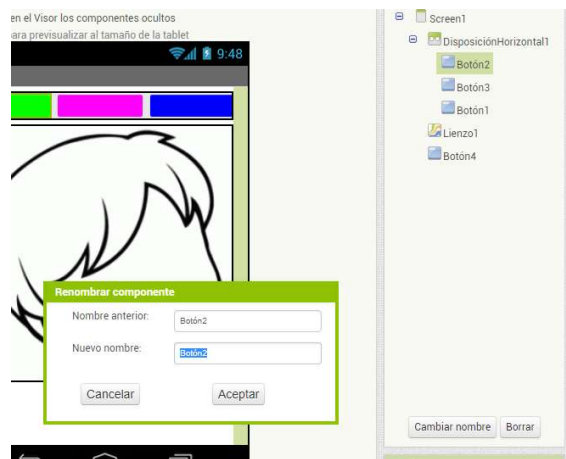 en el Visor los componentes ocultos
para previsualizar al tamaño de la tablet
9:48
Screen1
DisposiciónHorizontal1
Botón2
Botón3
Botón1
Lienzo1
Botón4
Renombrar componente
Nombre anterior:
Botón2
Nuevo nombre:
Botón2
Cancelar
Aceptar
Cambiar nombre
Borrar